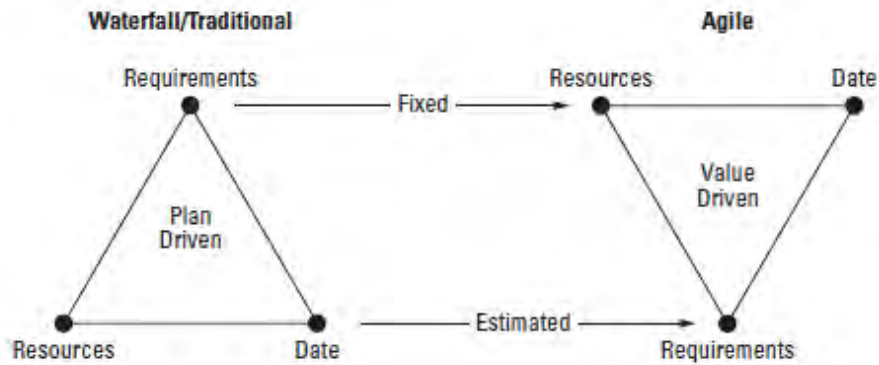 Waterfall/Traditional
Agile
Requirements
Resources
Date
Fixed
Value
Driven
Plan
Driven
Estimated
Resources
Date
Requirements